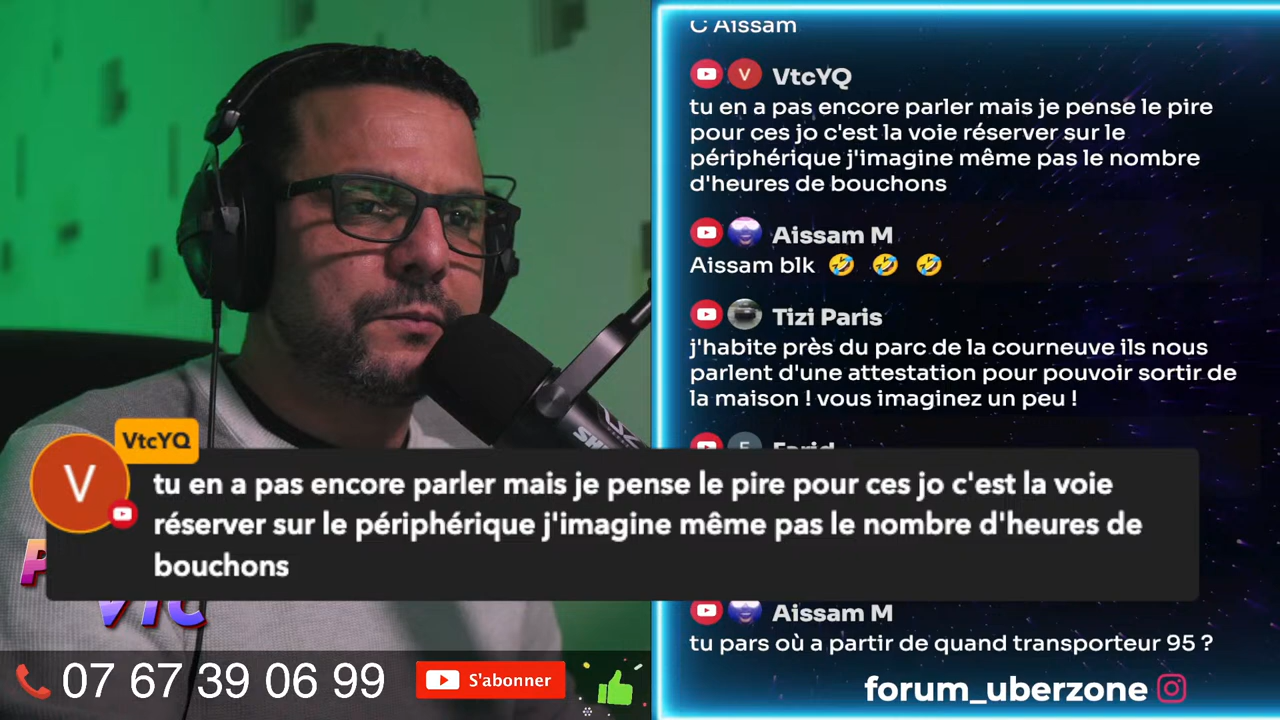 C Aissam
V VtcYQ
tu en a pas encore parler mais je pense le pire
pour ces jo c'est la voie réserver sur le
périphérique j'imagine même pas le nombre
d'heures de bouchons
Aissam M
Aissam blk 🤣 🤣 🤣
Tizi Paris
j'habite près du parc de la courneuve ils nous
parlent d'une attestation pour pouvoir sortir de
la maison ! vous imaginez un peu !
F Farid
VtcYQ
V
tu en a pas encore parler mais je pense le pire pour ces jo c'est la voie
réserver sur le périphérique j'imagine même pas le nombre d'heures de
bouchons
VTC
Aissam M
tu pars où a partir de quand transporteur 95 ?
07 67 39 06 99
S'abonner
forum_uberzone